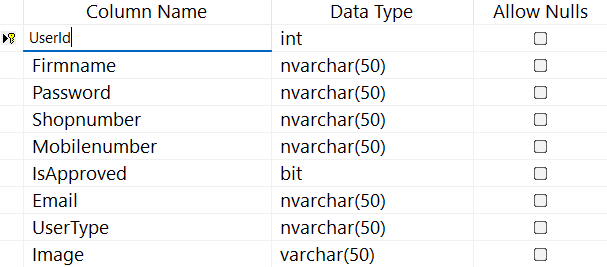 Column Name Data Type Allow Nulls
UserId int
Firmname nvarchar(50)
Password nvarchar(50)
Shopnumber nvarchar(50)
Mobilenumber nvarchar(50)
IsApproved bit
Email nvarchar(50)
UserType nvarchar(50)
Image varchar(50)